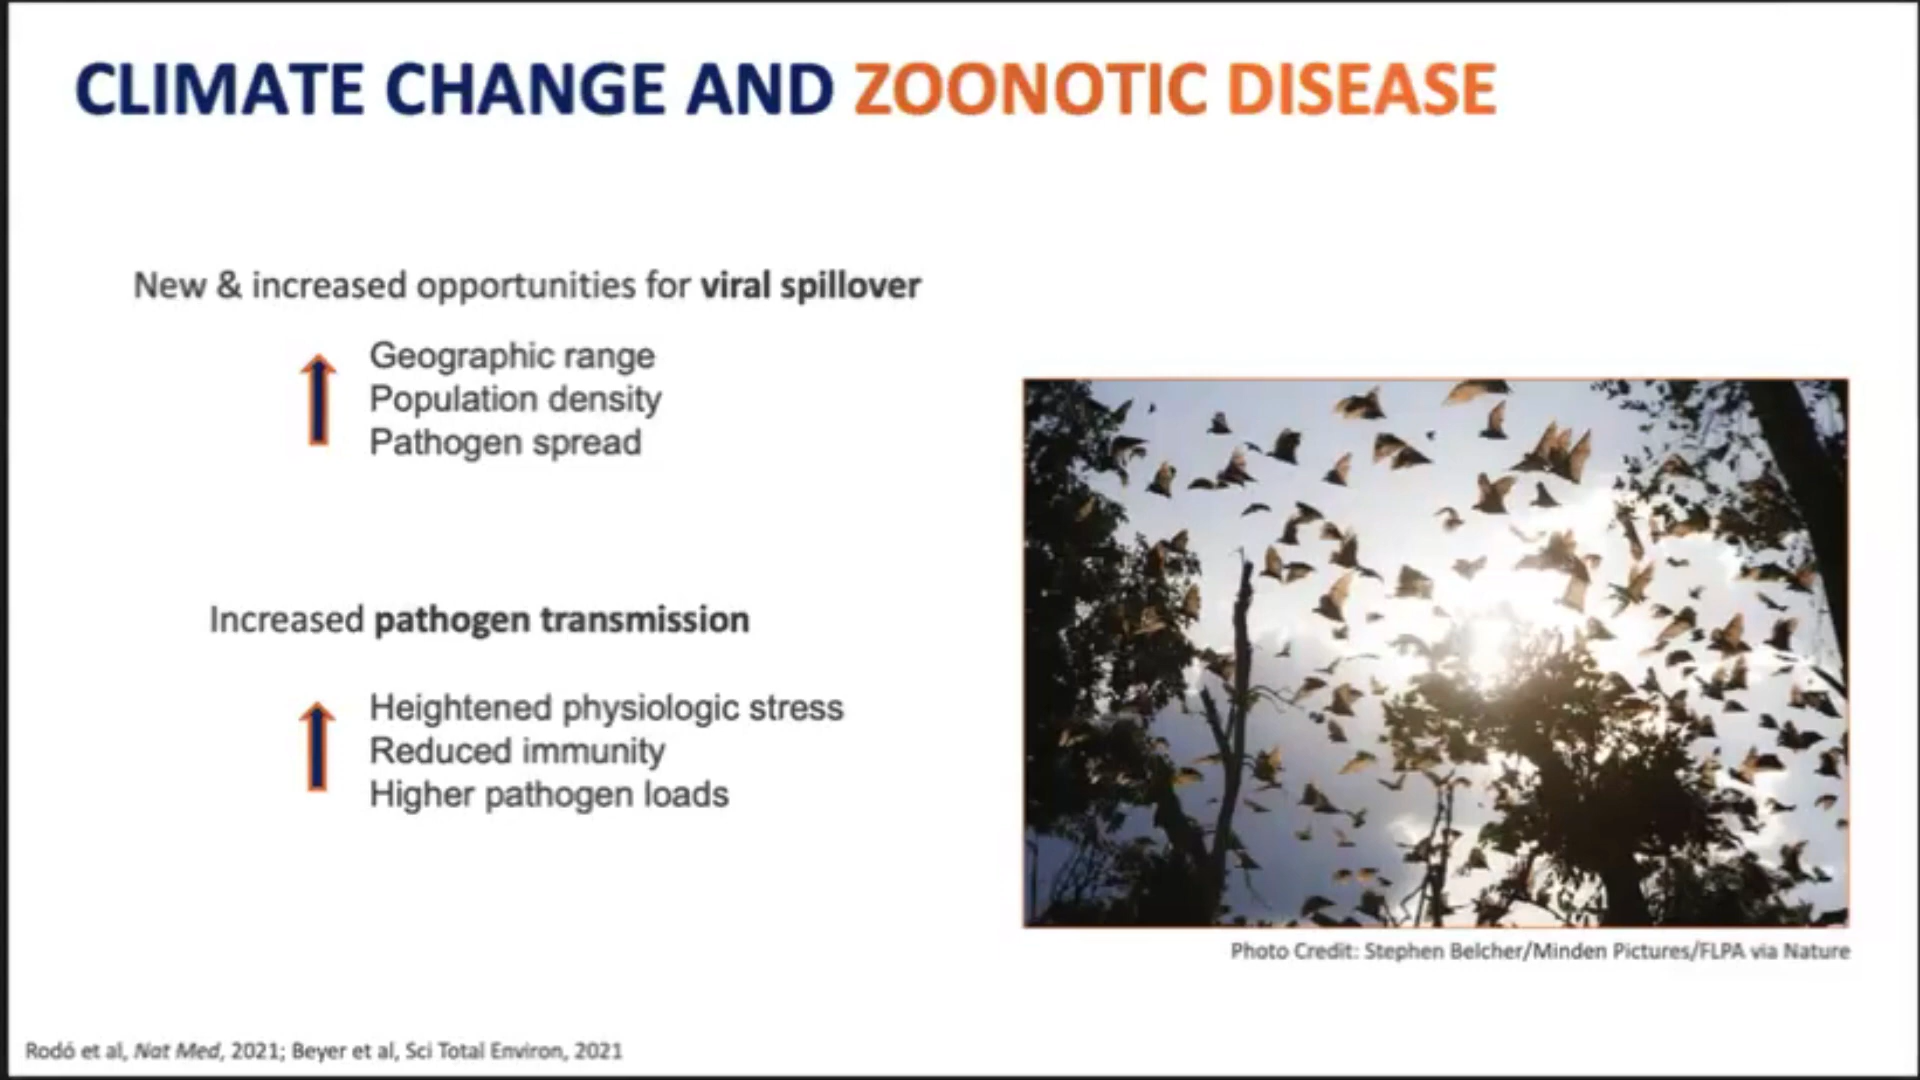 CLIMATE CHANGE AND ZOONOTIC DISEASE
New & increased opportunities for viral spillover
Geographic range
Population density
Pathogen spread
Increased pathogen transmission
Heightened physiologic stress
Reduced immunity
Higher pathogen loads
Photo Credit: Stephen Belcher/Minden Pictures/FLPA via Nature
Rodó et al, Nat Med, 2021; Beyer et al, Sci Total Environ, 2021